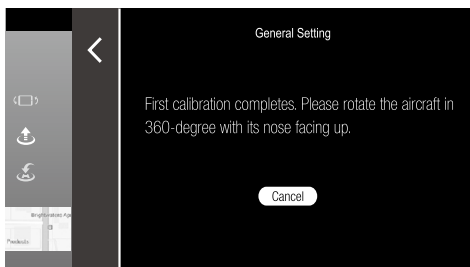 General Setting
First calibration completes. Please rotate the aircraft in
360-degree with its nose facing up.
Cancel